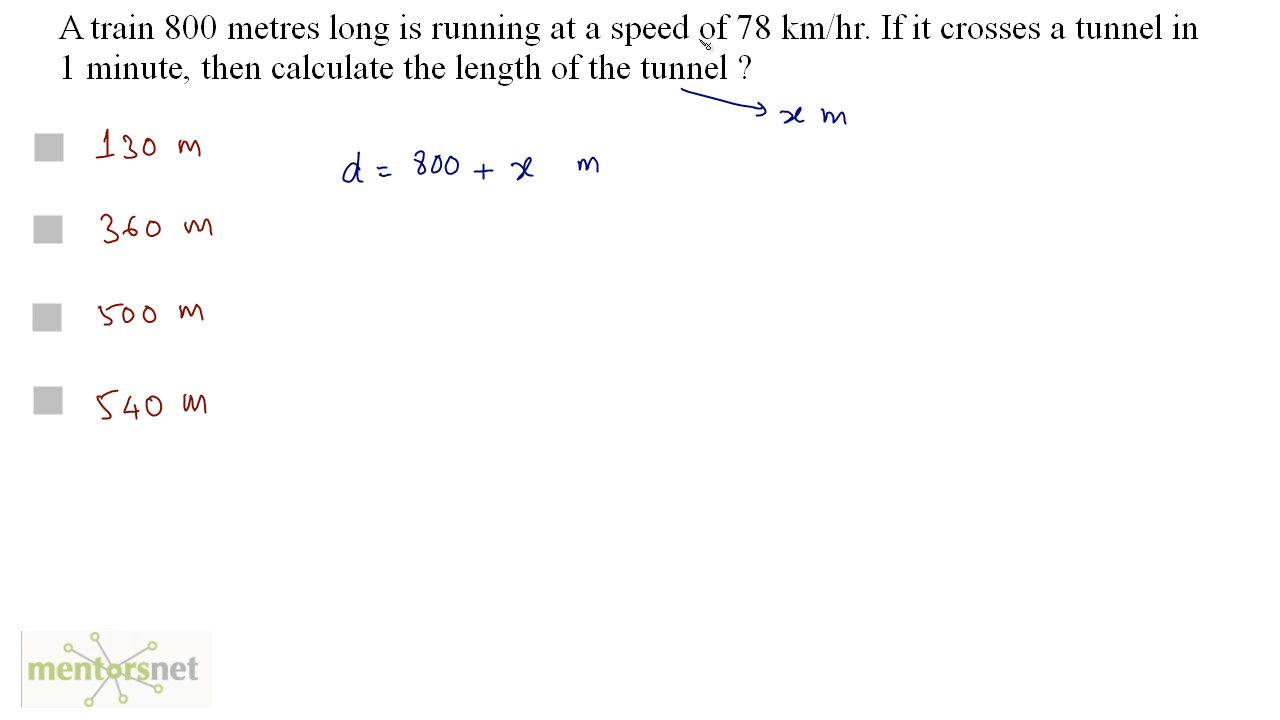 A train 800 metres long is running at a speed of 78 km/hr. If it crosses a tunnel in
1 minute, then calculate the length of the tunnel ?
x m
130 m
d = 800 + x m
360 m
500 m
540 m
mentorsnet